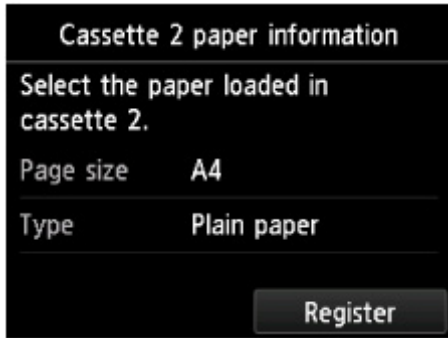 Cassette 2 paper information
Select the paper loaded in
cassette 2.
Page size A4
Type Plain paper
Register